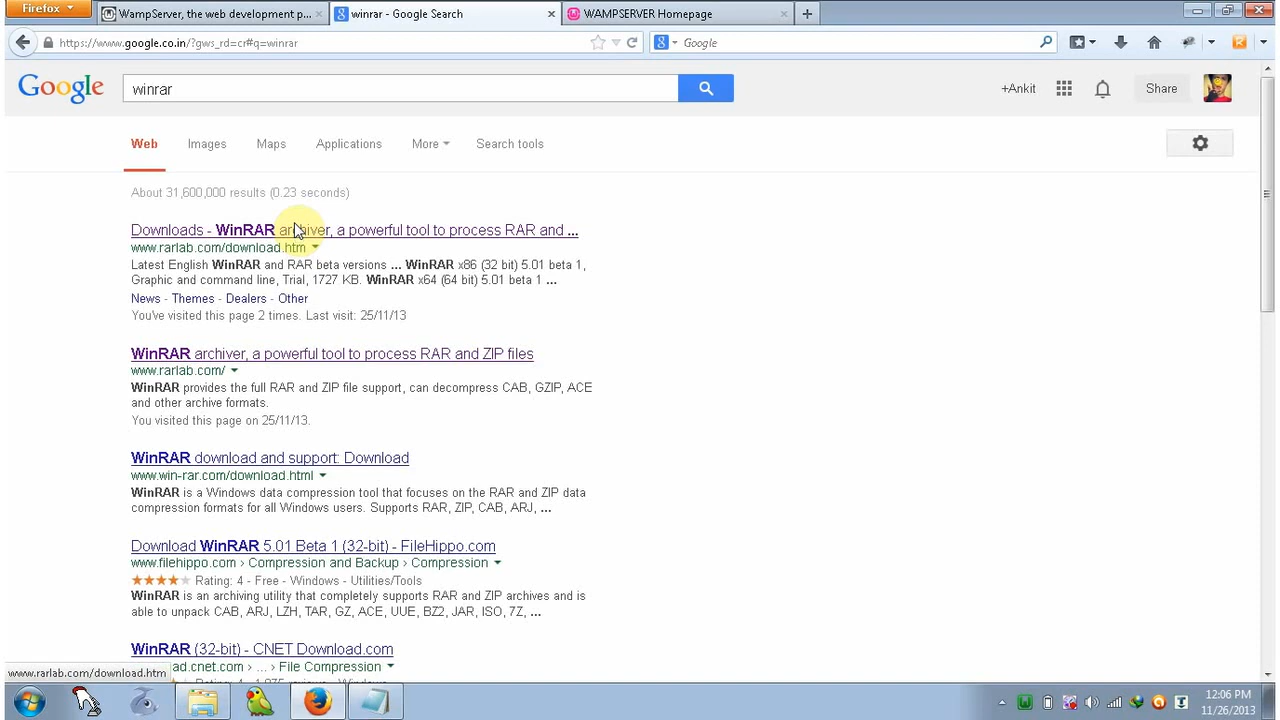 Firefox
WampServer, the web development p...
winrar - Google Search
WAMPSERVER Homepage
https://www.google.co.in/?gws_rd=cr#q=winrar
Google
Google
winrar
+Ankit
Share
Web
Images
Maps
Applications
More
Search tools
About 31,600,000 results (0.23 seconds)
Downloads - WinRAR archiver, a powerful tool to process RAR and ...
www.rarlab.com/download.htm
Latest English WinRAR and RAR beta versions ... WinRAR x86 (32 bit) 5.01 beta 1,
Graphic and command line, Trial, 1727 KB. WinRAR x64 (64 bit) 5.01 beta 1 ...
News - Themes - Dealers - Other
You've visited this page 2 times. Last visit: 25/11/13
WinRAR archiver, a powerful tool to process RAR and ZIP files
www.rarlab.com/
WinRAR provides the full RAR and ZIP file support, can decompress CAB, GZIP, ACE
and other archive formats.
You visited this page on 25/11/13.
WinRAR download and support: Download
www.win-rar.com/download.html
WinRAR is a Windows data compression tool that focuses on the RAR and ZIP data
compression formats for all Windows users. Supports RAR, ZIP, CAB, ARJ, ...
Download WinRAR 5.01 Beta 1 (32-bit) - FileHippo.com
www.filehippo.com › Compression and Backup › Compression
Rating: 4 - Free - Windows - Utilities/Tools
WinRAR is an archiving utility that completely supports RAR and ZIP archives and is
able to unpack CAB, ARJ, LZH, TAR, GZ, ACE, UUE, BZ2, JAR, ISO, 7Z, ...
WinRAR (32-bit) - CNET Download.com
ad.cnet.com › ... › File Compression
www.rarlab.com/download.htm
12:06 PM
11/26/2013